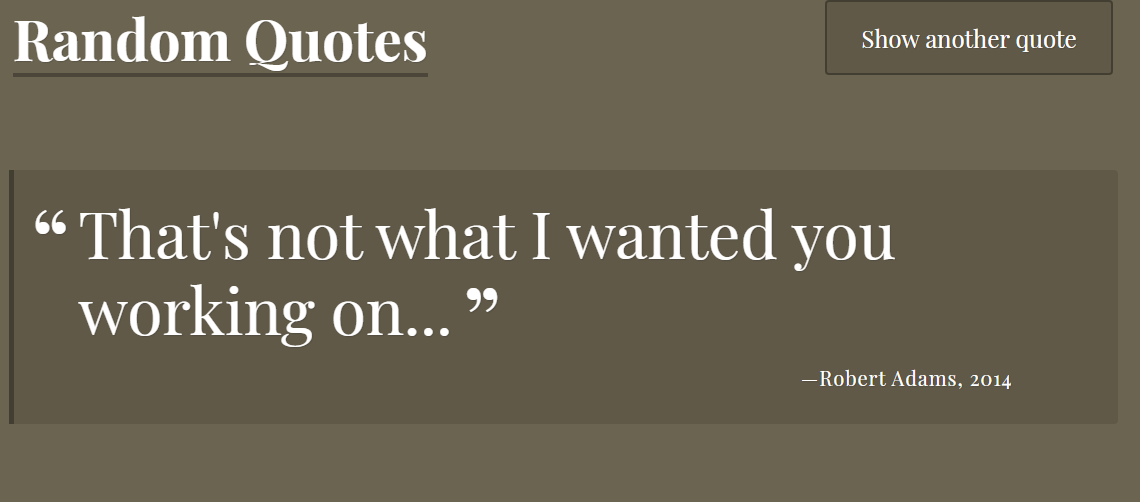 Random Quotes
Show another quote
“ That's not what I wanted you
working on... ”
—Robert Adams, 2014